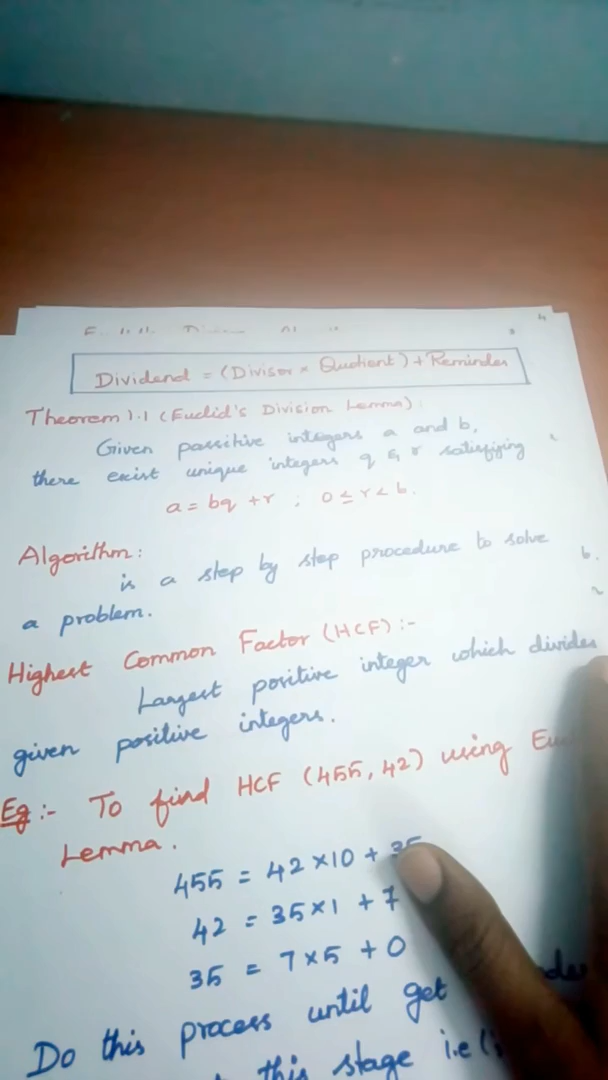 4
Dividend = (Divisor × Quotient) + Reminder
Theorem 1.1 (Euclid's Division Lemma):
Given passitive integers a and b,
there exist unique integers q & r satisfying
a = bq + r ; 0 ≤ r < b.
Algorithm:
is a step by step procedure to solve
a problem.
b.
Highest Common Factor (HCF) :-
Largest positive integer which divides
given positive integers.
Eg :- To find HCF (455, 42) using
Lemma.
455 = 42 × 10 + 35
42 = 35 × 1 + 7
35 = 7 × 5 + 0
Do this process until get
this stage i.e